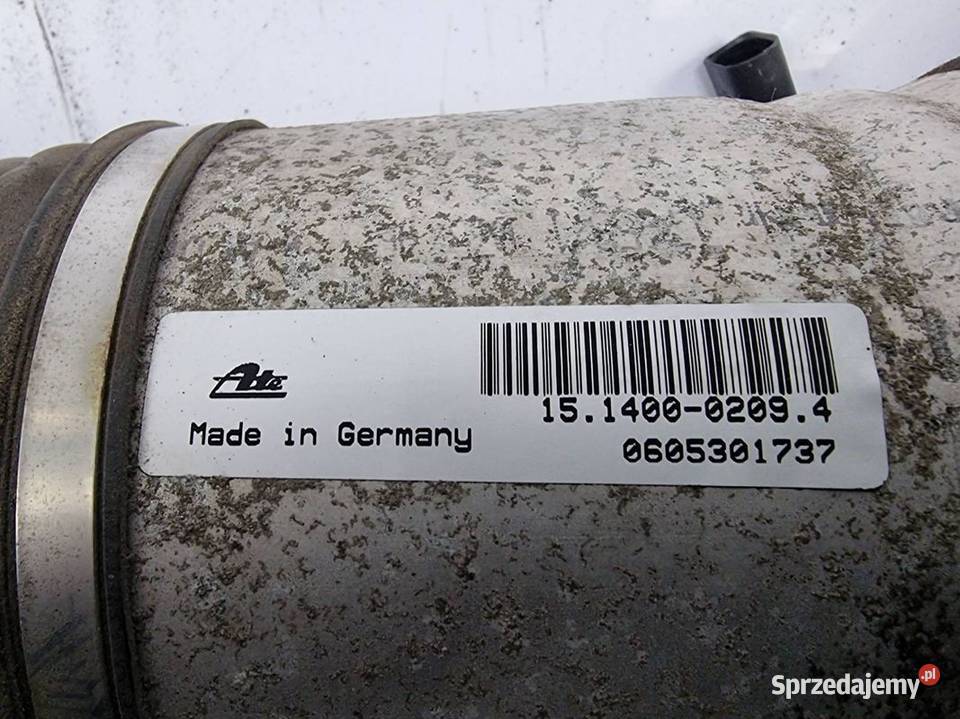 Ate
15.1400-0209.4
Made in Germany
0605301737
Sprzedajemy.pl